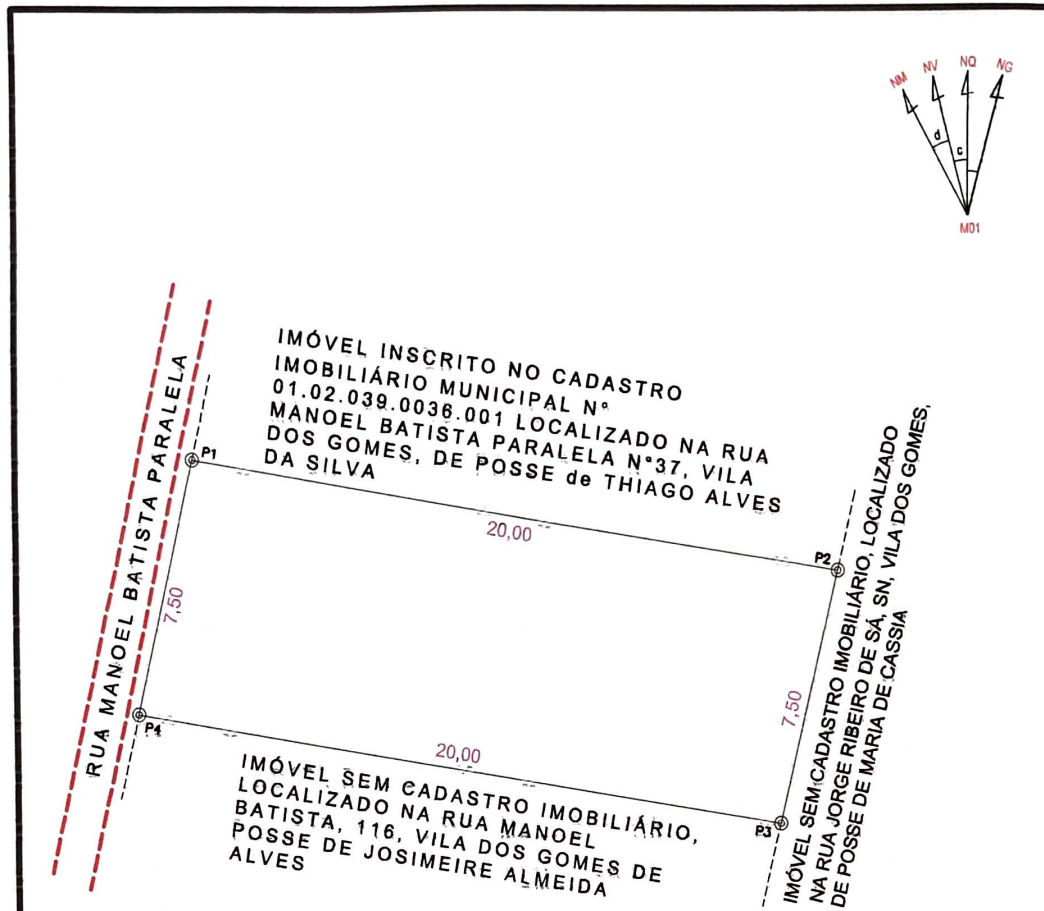 NM NV NQ NG
d
c
M01
RUA MANOEL BATISTA PARALELA
IMÓVEL INSCRITO NO CADASTRO
IMOBILIÁRIO MUNICIPAL N°
01.02.039.0036.001 LOCALIZADO NA RUA
MANOEL BATISTA PARALELA N°37, VILA
DOS GOMES, DE POSSE de THIAGO ALVES
DA SILVA
P1
20,00
P2
7,50
7,50
P4
20,00
P3
IMÓVEL SEM CADASTRO IMOBILIÁRIO,
LOCALIZADO NA RUA MANOEL
BATISTA, 116, VILA DOS GOMES DE
POSSE DE JOSIMEIRE ALMEIDA
ALVES
IMÓVEL SEM CADASTRO IMOBILIÁRIO, LOCALIZADO
NA RUA JORGE RIBEIRO DE SÁ, SN, VILA DOS GOMES,
DE POSSE DE MARIA DE CASSIA